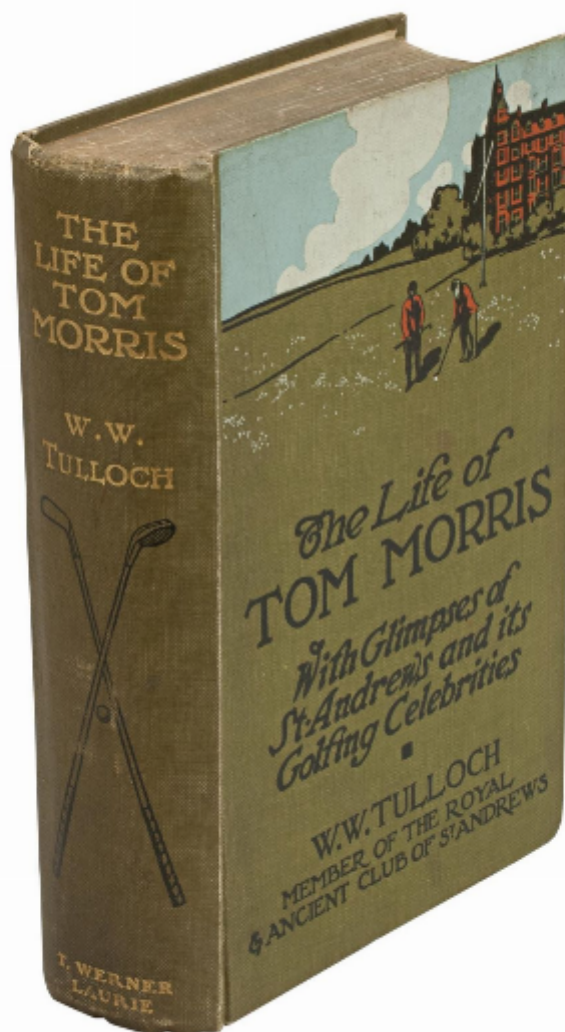 THE
LIFE OF
TOM
MORRIS
W.W.
TULLOCH
T. WERNER
LAURIE
The Life of
TOM MORRIS
With Glimpses of
St. Andrews and its
Golfing Celebrities
W.W. TULLOCH
MEMBER OF THE ROYAL
& ANCIENT CLUB OF ST ANDREWS